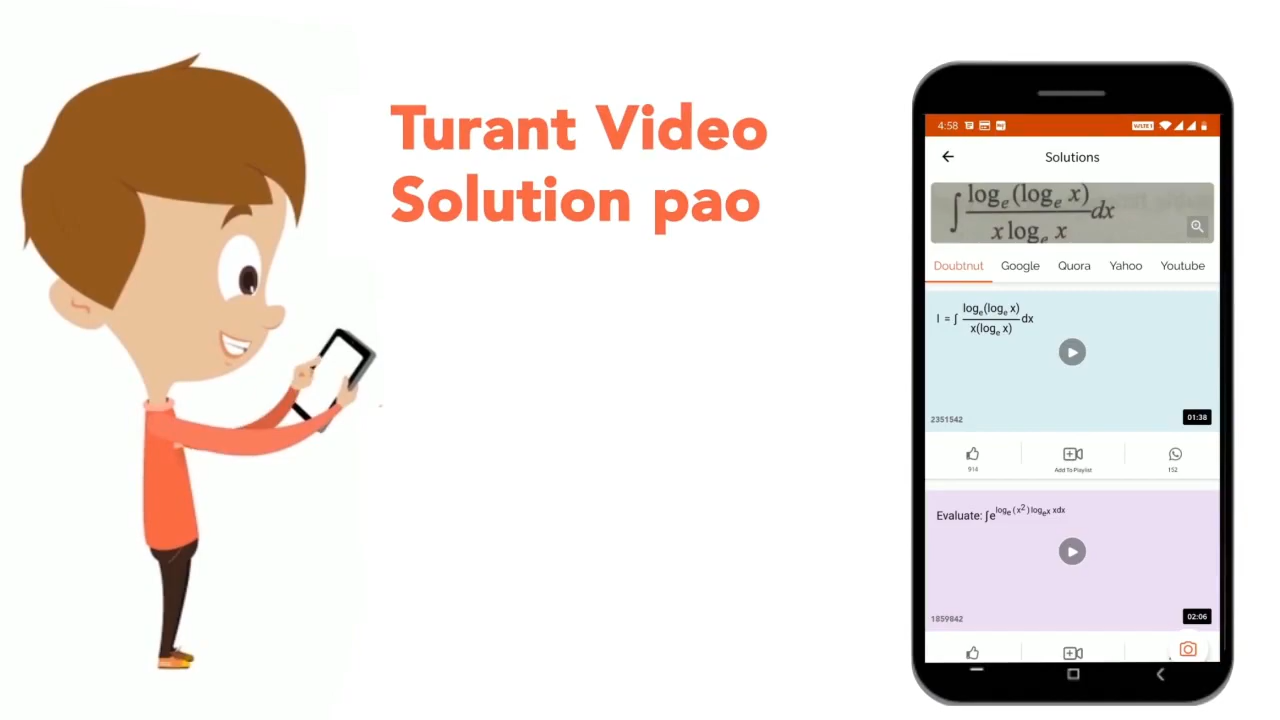 Turant Video
Solution pao
4:58
VoLTE1
Solutions
∫ logₑ(logₑ x) / x logₑ x dx
Doubtnut Google Quora Yahoo Youtube
I = ∫ logₑ(logₑ x) / x(logₑ x) dx
2351542 01:38
914 Add To Playlist 152
Evaluate: ∫e^logₑ(x²)logₑx xdx
1859842 02:06